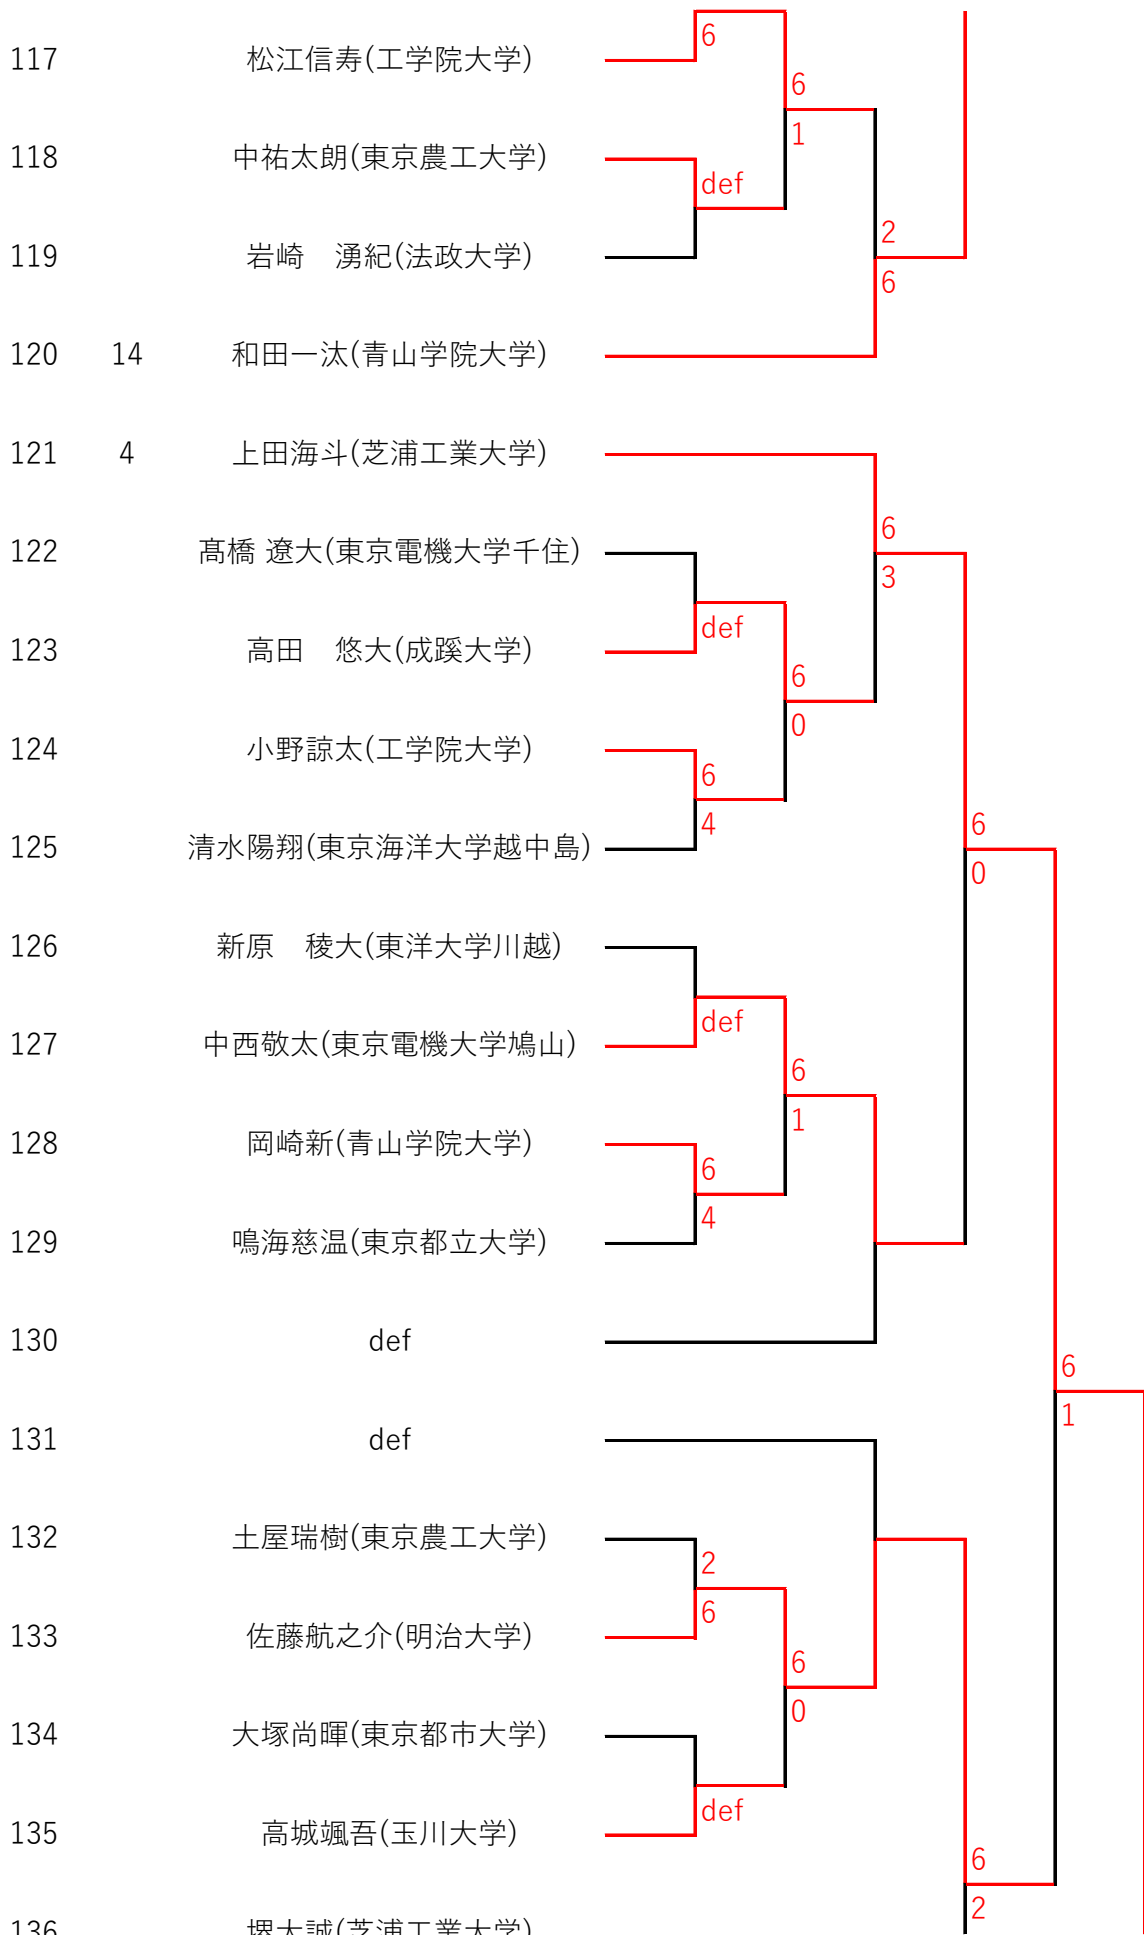 6
117 松江信寿(工学院大学)
6
1
118 中祐太朗(東京農工大学)
def
2
119 岩崎　湧紀(法政大学)
6
120 14 和田一汰(青山学院大学)
121 4 上田海斗(芝浦工業大学)
6
122 髙橋 遼大(東京電機大学千住)
3
def
123 高田　悠大(成蹊大学)
6
0
124 小野諒太(工学院大学)
6
4
6
125 清水陽翔(東京海洋大学越中島)
0
126 新原　稜大(東洋大学川越)
def
127 中西敬太(東京電機大学鳩山)
6
1
128 岡崎新(青山学院大学)
6
4
129 鳴海慈温(東京都立大学)
130 def
6
1
131 def
132 土屋瑞樹(東京農工大学)
2
6
133 佐藤航之介(明治大学)
6
0
134 大塚尚暉(東京都市大学)
def
135 高城颯吾(玉川大学)
6
2
136 堺大誠(芝浦工業大学)